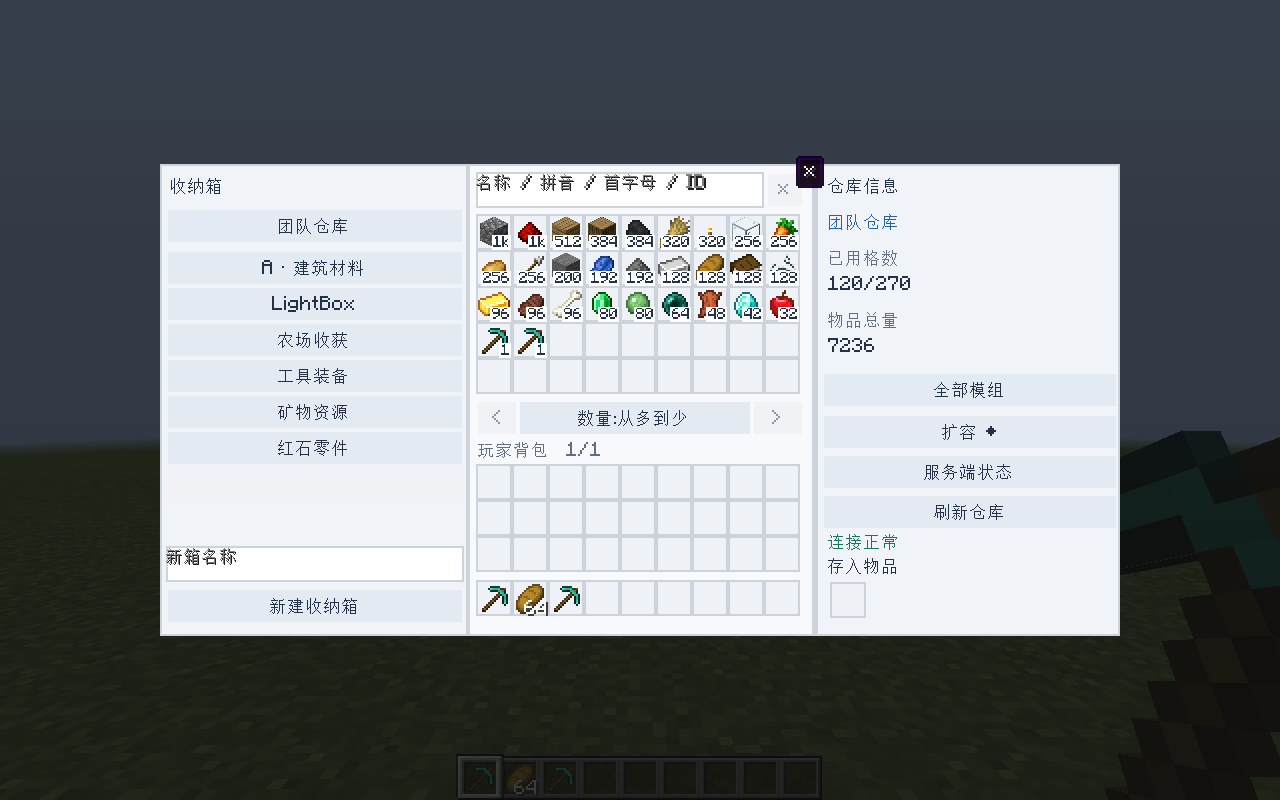 收纳箱
团队仓库
A · 建筑材料
LightBox
农场收获
工具装备
矿物资源
红石零件
新箱名称
新建收纳箱
名称 / 拼音 / 首字母 / ID
×
×
1k 1k 512 384 384 320 320 256 256
256 256 200 192 192 128 128 128 128
96 96 96 80 80 64 48 42 32
1 1
< 数量:从多到少 >
玩家背包 1/1
64
仓库信息
团队仓库
已用格数
120/270
物品总量
7236
全部模组
扩容 ◆
服务端状态
刷新仓库
连接正常
存入物品
64